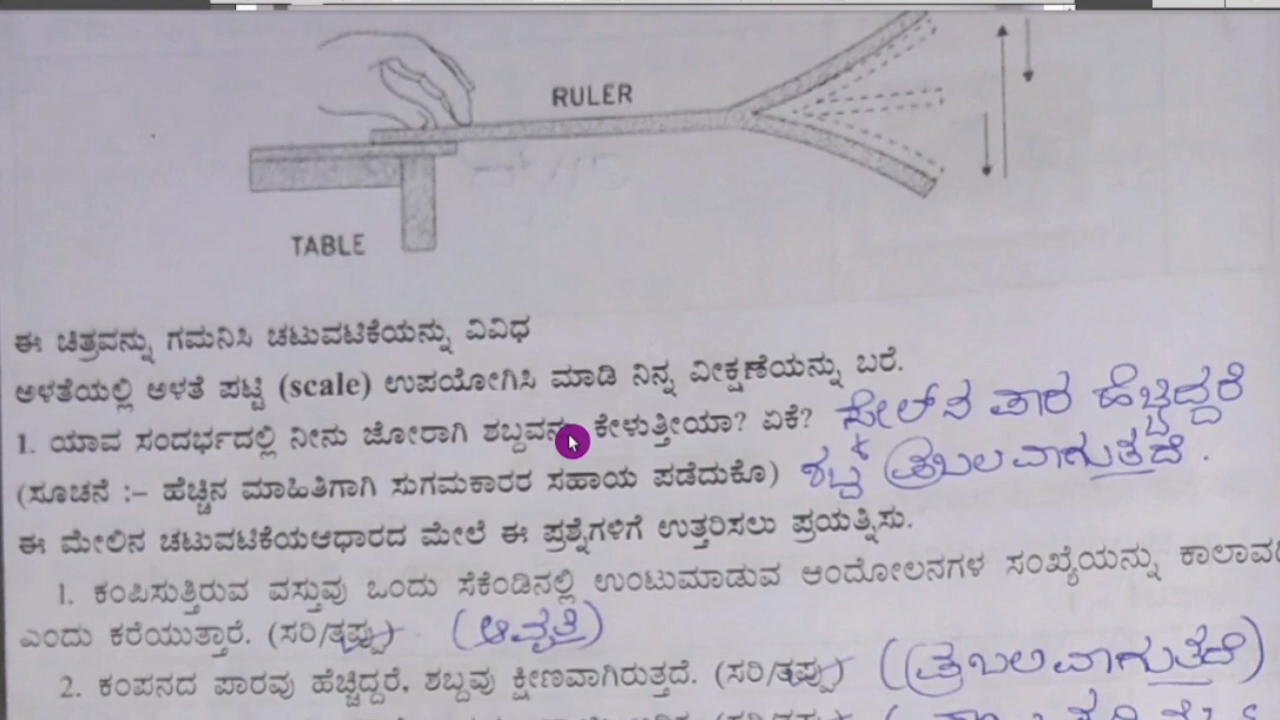 RULER
TABLE
ಈ ಚಿತ್ರವನ್ನು ಗಮನಿಸಿ ಚಟುವಟಿಕೆಯನ್ನು ವಿವಿಧ
ಅಳತೆಯಲ್ಲಿ ಅಳತೆ ಪಟ್ಟಿ (scale) ಉಪಯೋಗಿಸಿ ಮಾಡಿ ನಿನ್ನ ವೀಕ್ಷಣೆಯನ್ನು ಬರೆ.
1. ಯಾವ ಸಂದರ್ಭದಲ್ಲಿ ನೀನು ಜೋರಾಗಿ ಶಬ್ದವನ್ನು ಕೇಳುತ್ತೀಯಾ? ಏಕೆ? ಸ್ಕೇಲ್‌ನ ಪಾರ ಹೆಚ್ಚಿದ್ದರೆ
(ಸೂಚನೆ :– ಹೆಚ್ಚಿನ ಮಾಹಿತಿಗಾಗಿ ಸುಗಮಕಾರರ ಸಹಾಯ ಪಡೆದುಕೊ) ಶಬ್ದ ಪ್ರಬಲವಾಗುತ್ತದೆ.
ಈ ಮೇಲಿನ ಚಟುವಟಿಕೆಯಆಧಾರದ ಮೇಲೆ ಈ ಪ್ರಶ್ನೆಗಳಿಗೆ ಉತ್ತರಿಸಲು ಪ್ರಯತ್ನಿಸು.
1. ಕಂಪಿಸುತ್ತಿರುವ ವಸ್ತುವು ಒಂದು ಸೆಕೆಂಡಿನಲ್ಲಿ ಉಂಟುಮಾಡುವ ಆಂದೋಲನಗಳ ಸಂಖ್ಯೆಯನ್ನು
ಎಂದು ಕರೆಯುತ್ತಾರೆ. (ಸರಿ/ತಪ್ಪು) (ಆವೃತ್ತಿ)
2. ಕಂಪನದ ಪಾರವು ಹೆಚ್ಚಿದ್ದರೆ, ಶಬ್ದವು ಕ್ಷೀಣವಾಗಿರುತ್ತದೆ. (ಸರಿ/ತಪ್ಪು) (ಪ್ರಬಲವಾಗುತ್ತದೆ)